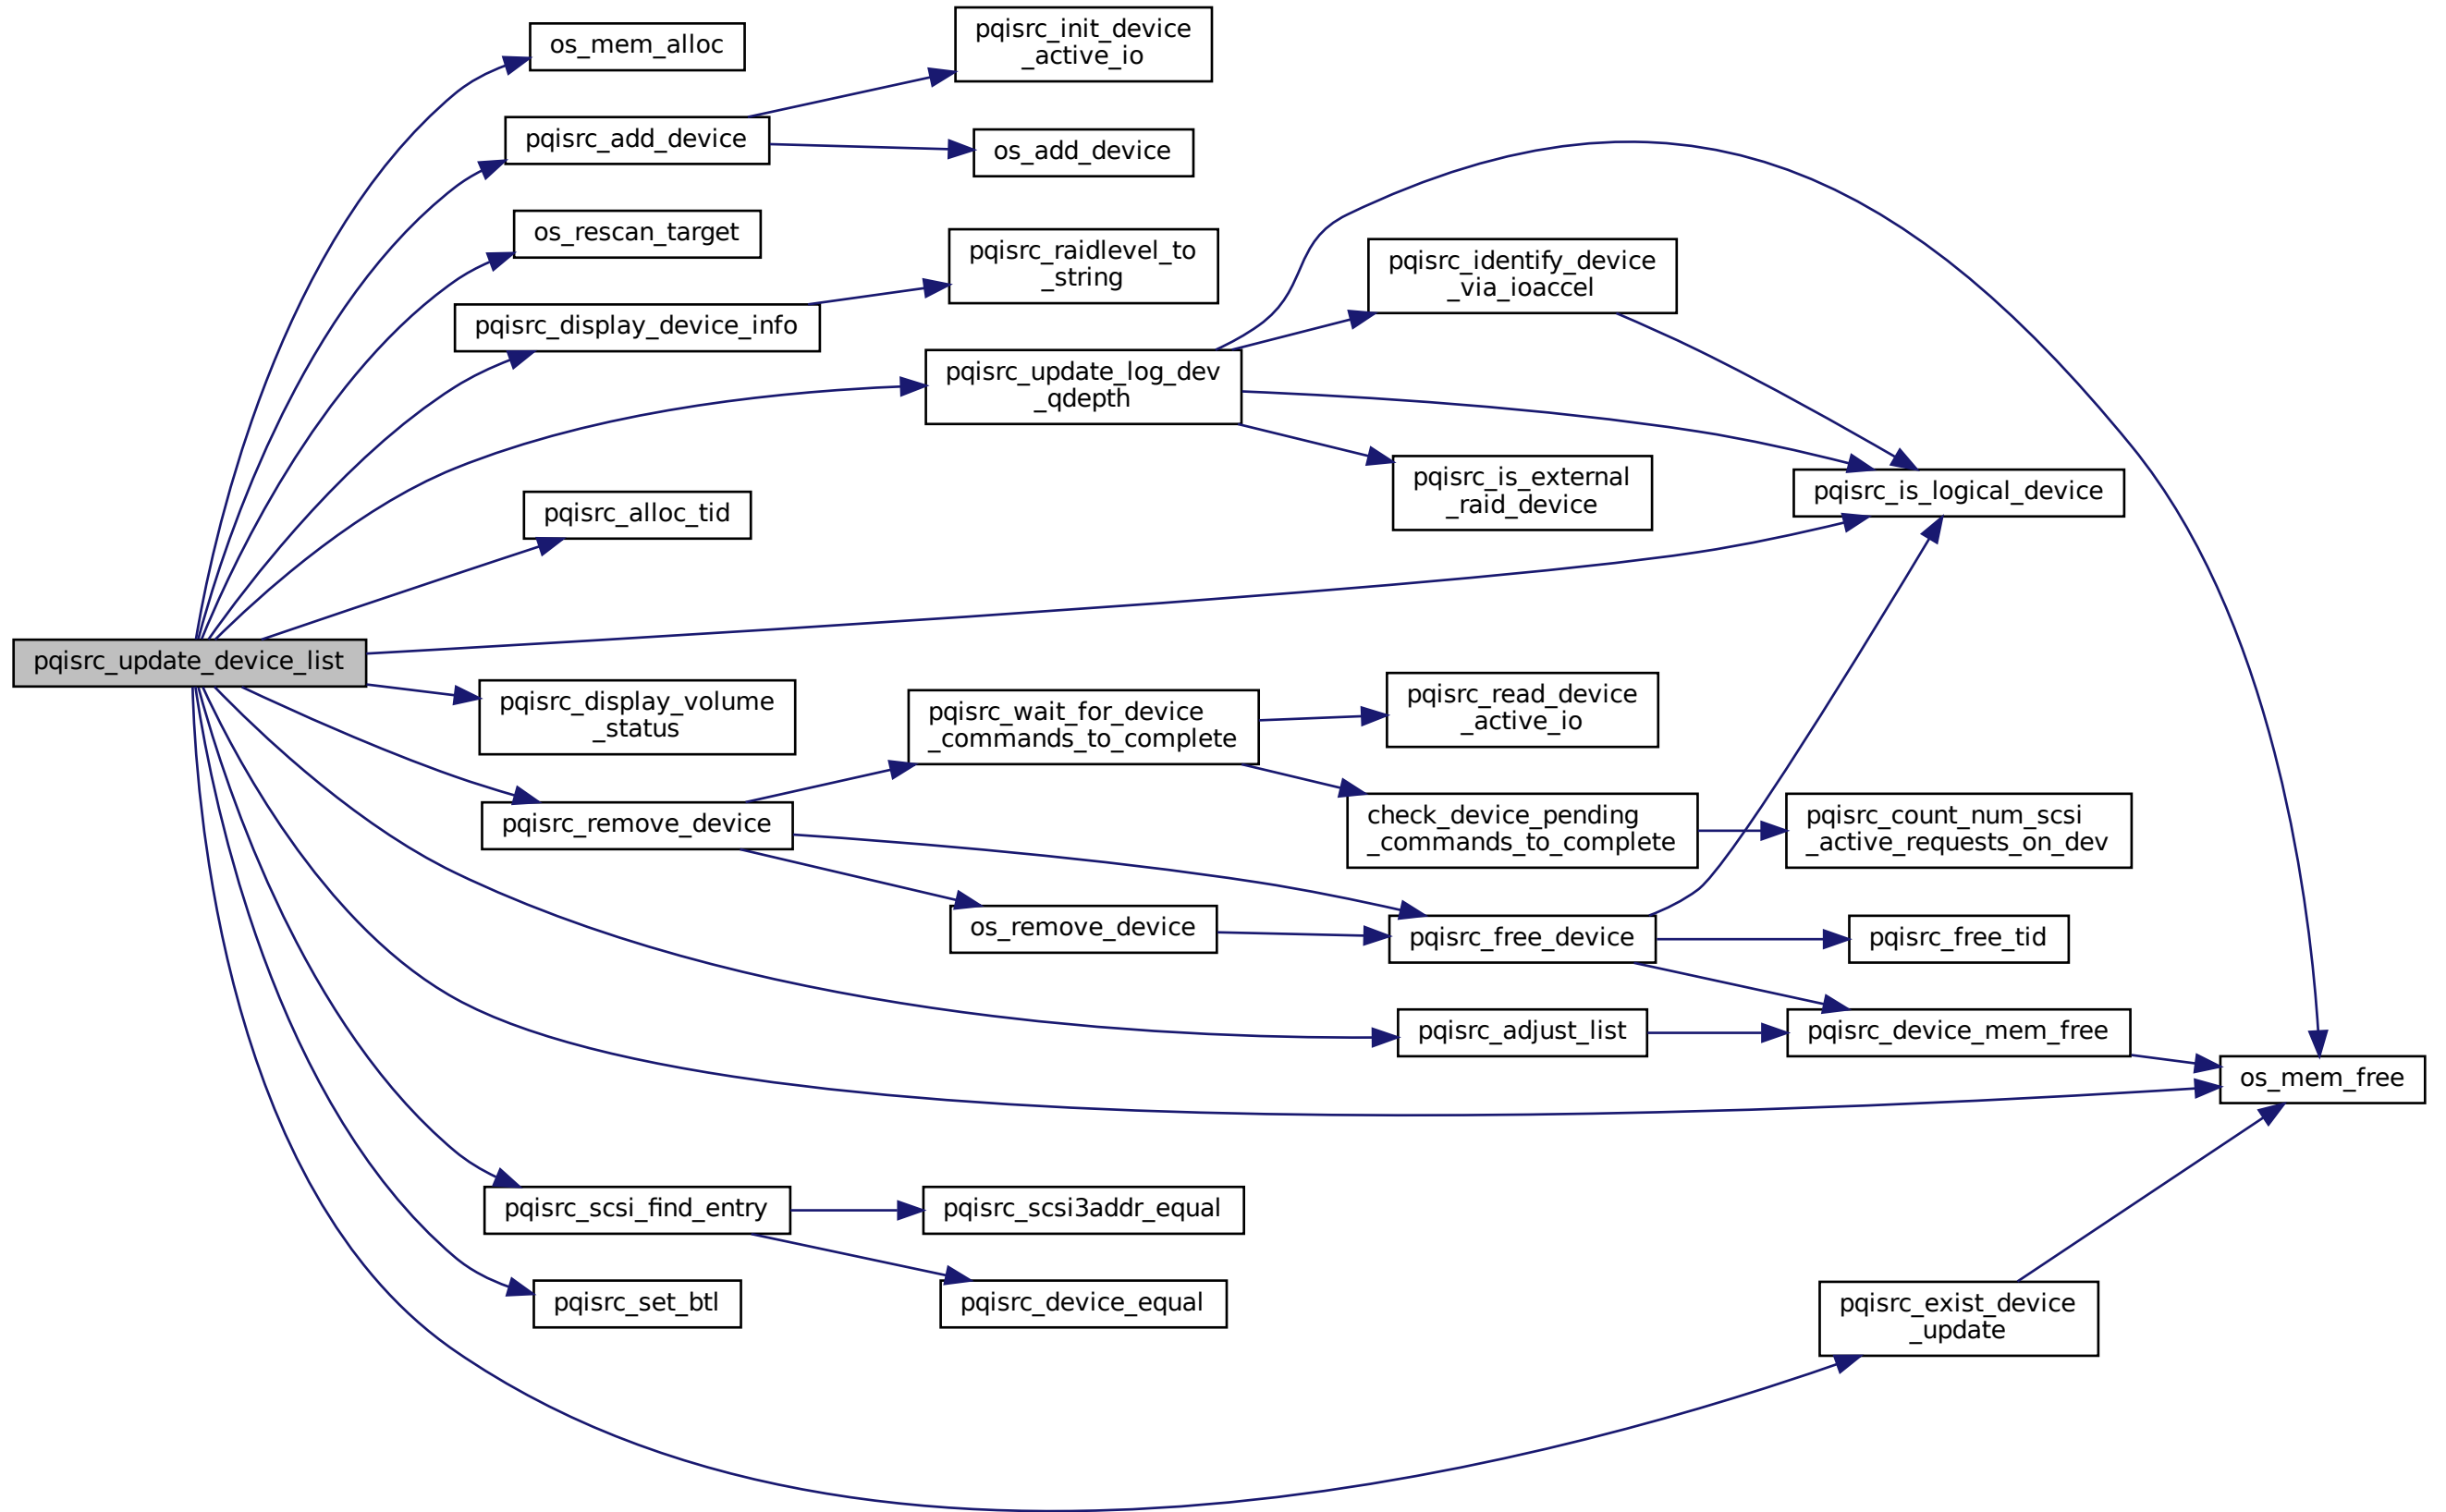 pqisrc_update_device_list
os_mem_alloc
pqisrc_add_device
pqisrc_init_device
_active_io
os_add_device
os_rescan_target
pqisrc_display_device_info
pqisrc_raidlevel_to
_string
pqisrc_update_log_dev
_qdepth
pqisrc_identify_device
_via_ioaccel
pqisrc_is_external
_raid_device
pqisrc_is_logical_device
pqisrc_alloc_tid
pqisrc_display_volume
_status
pqisrc_remove_device
pqisrc_wait_for_device
_commands_to_complete
pqisrc_read_device
_active_io
check_device_pending
_commands_to_complete
pqisrc_count_num_scsi
_active_requests_on_dev
os_remove_device
pqisrc_free_device
pqisrc_free_tid
pqisrc_adjust_list
pqisrc_device_mem_free
os_mem_free
pqisrc_scsi_find_entry
pqisrc_scsi3addr_equal
pqisrc_device_equal
pqisrc_set_btl
pqisrc_exist_device
_update